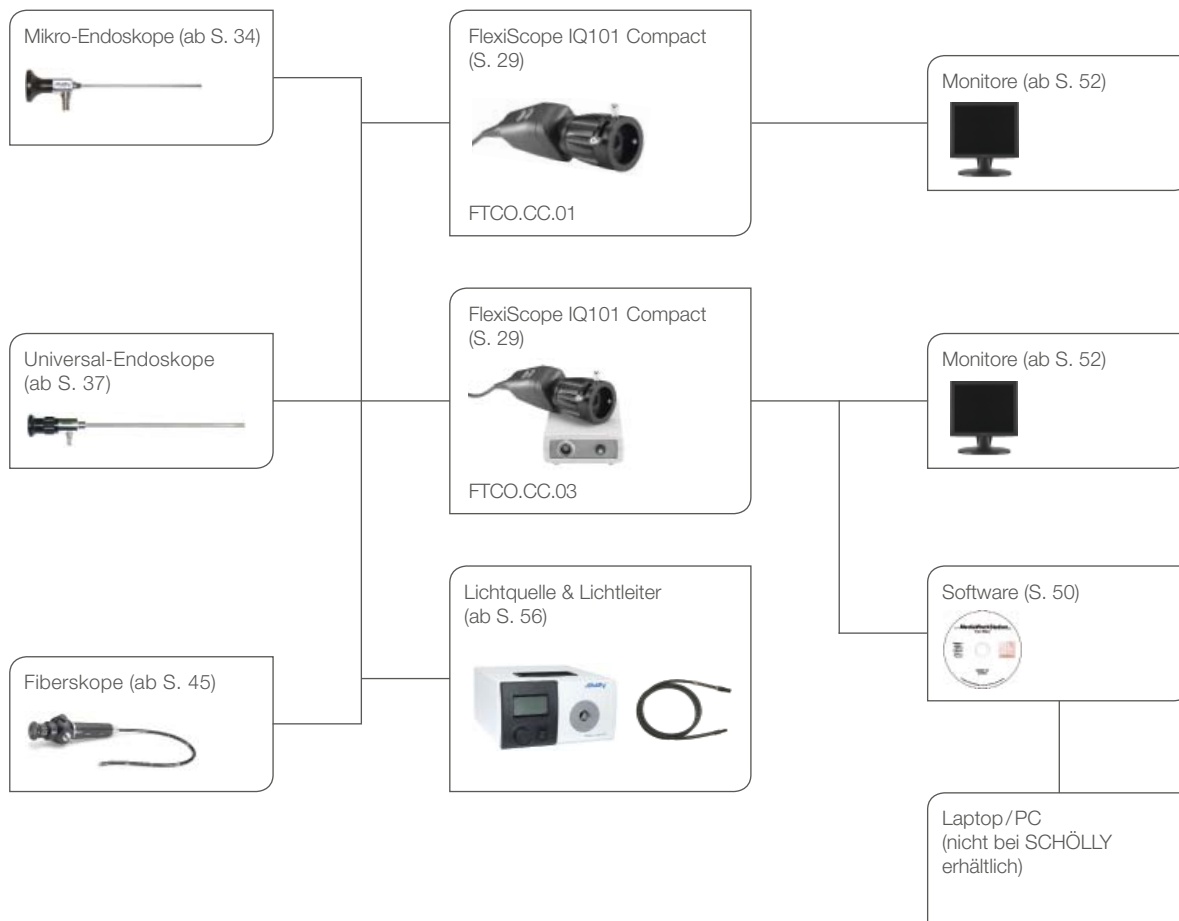 Mikro-Endoskope (ab S. 34)
FlexiScope IQ101 Compact
(S. 29)
FTCO.CC.01
Monitore (ab S. 52)
Universal-Endoskope
(ab S. 37)
FlexiScope IQ101 Compact
(S. 29)
FTCO.CC.03
Monitore (ab S. 52)
Fiberskope (ab S. 45)
Lichtquelle & Lichtleiter
(ab S. 56)
Software (S. 50)
Laptop/PC
(nicht bei SCHÖLLY
erhältlich)